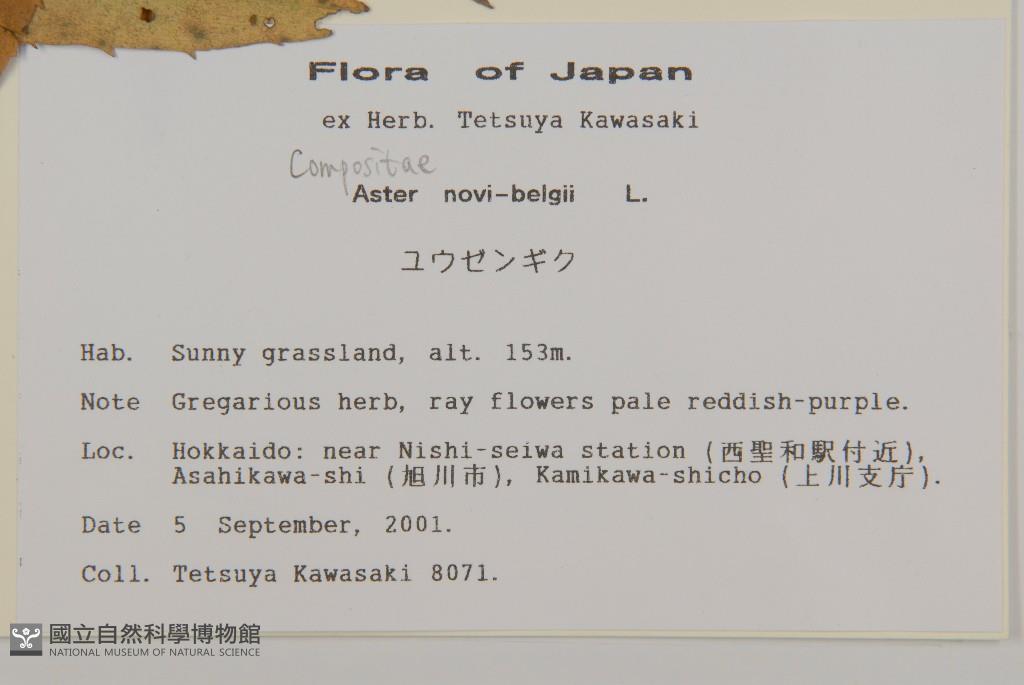 Flora of Japan
ex Herb. Tetsuya Kawasaki
Compositae
Aster novi-belgii L.
ユウゼンギク
Hab. Sunny grassland, alt. 153m.
Note Gregarious herb, ray flowers pale reddish-purple.
Loc. Hokkaido: near Nishi-seiwa station (西聖和駅付近),
Asahikawa-shi (旭川市), Kamikawa-shicho (上川支庁).
Date 5 September, 2001.
Coll. Tetsuya Kawasaki 8071.
國立自然科學博物館
NATIONAL MUSEUM OF NATURAL SCIENCE